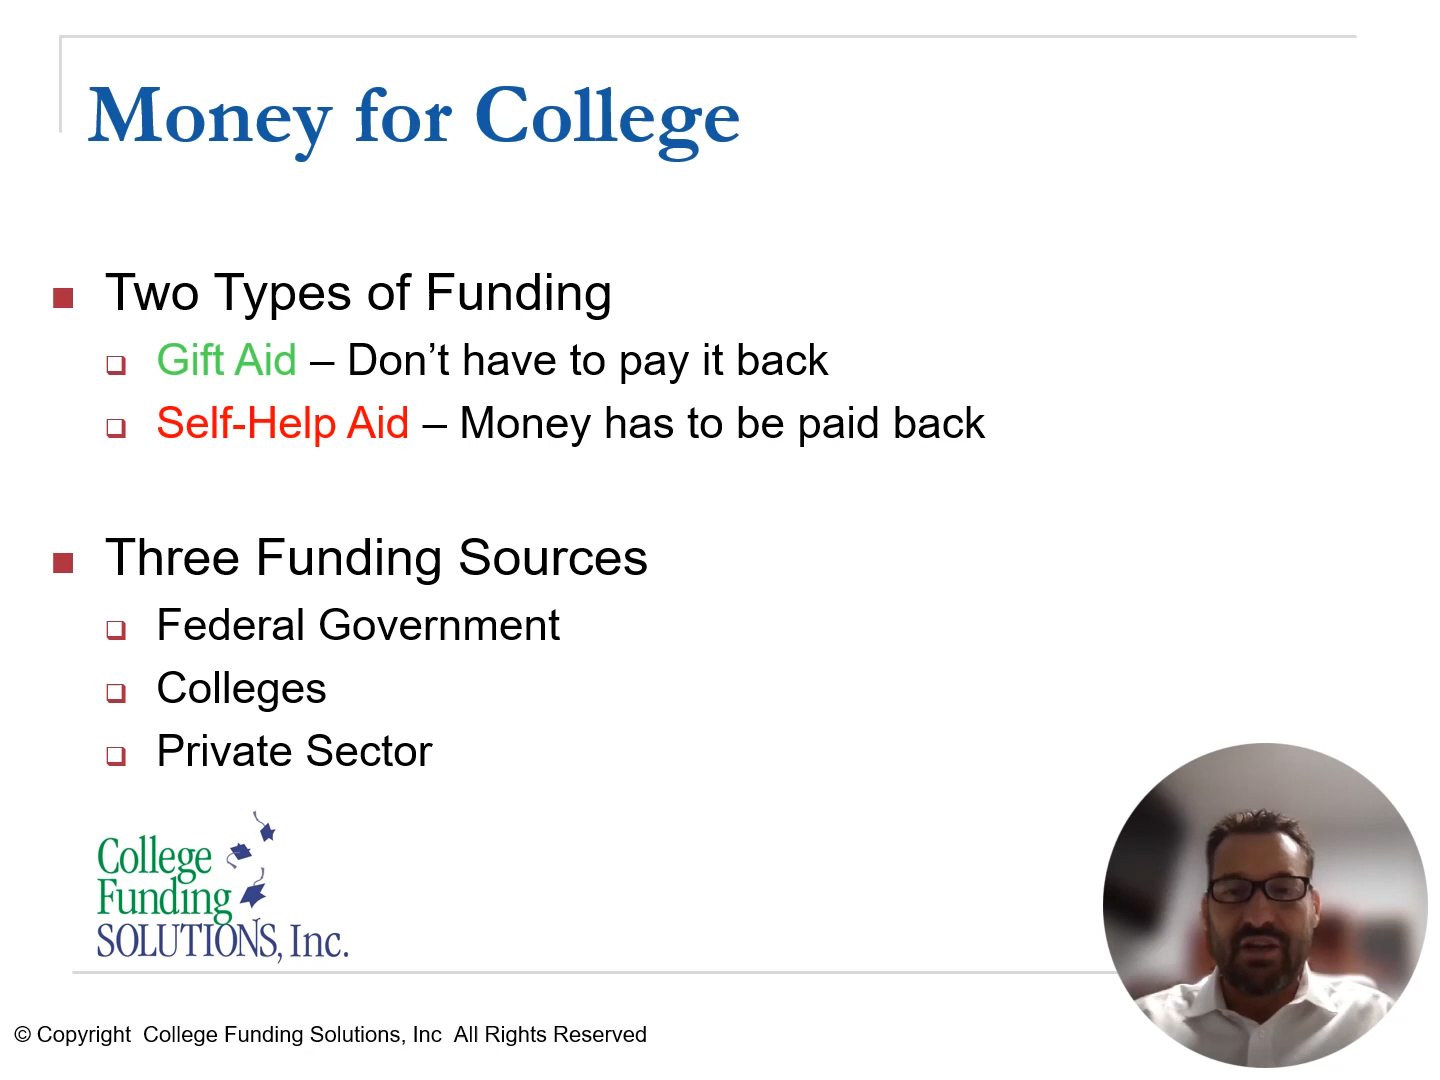 Money for College
Two Types of Funding
Gift Aid – Don’t have to pay it back
Self-Help Aid – Money has to be paid back
Three Funding Sources
Federal Government
Colleges
Private Sector
College
Funding
SOLUTIONS, Inc.
© Copyright  College Funding Solutions, Inc  All Rights Reserved